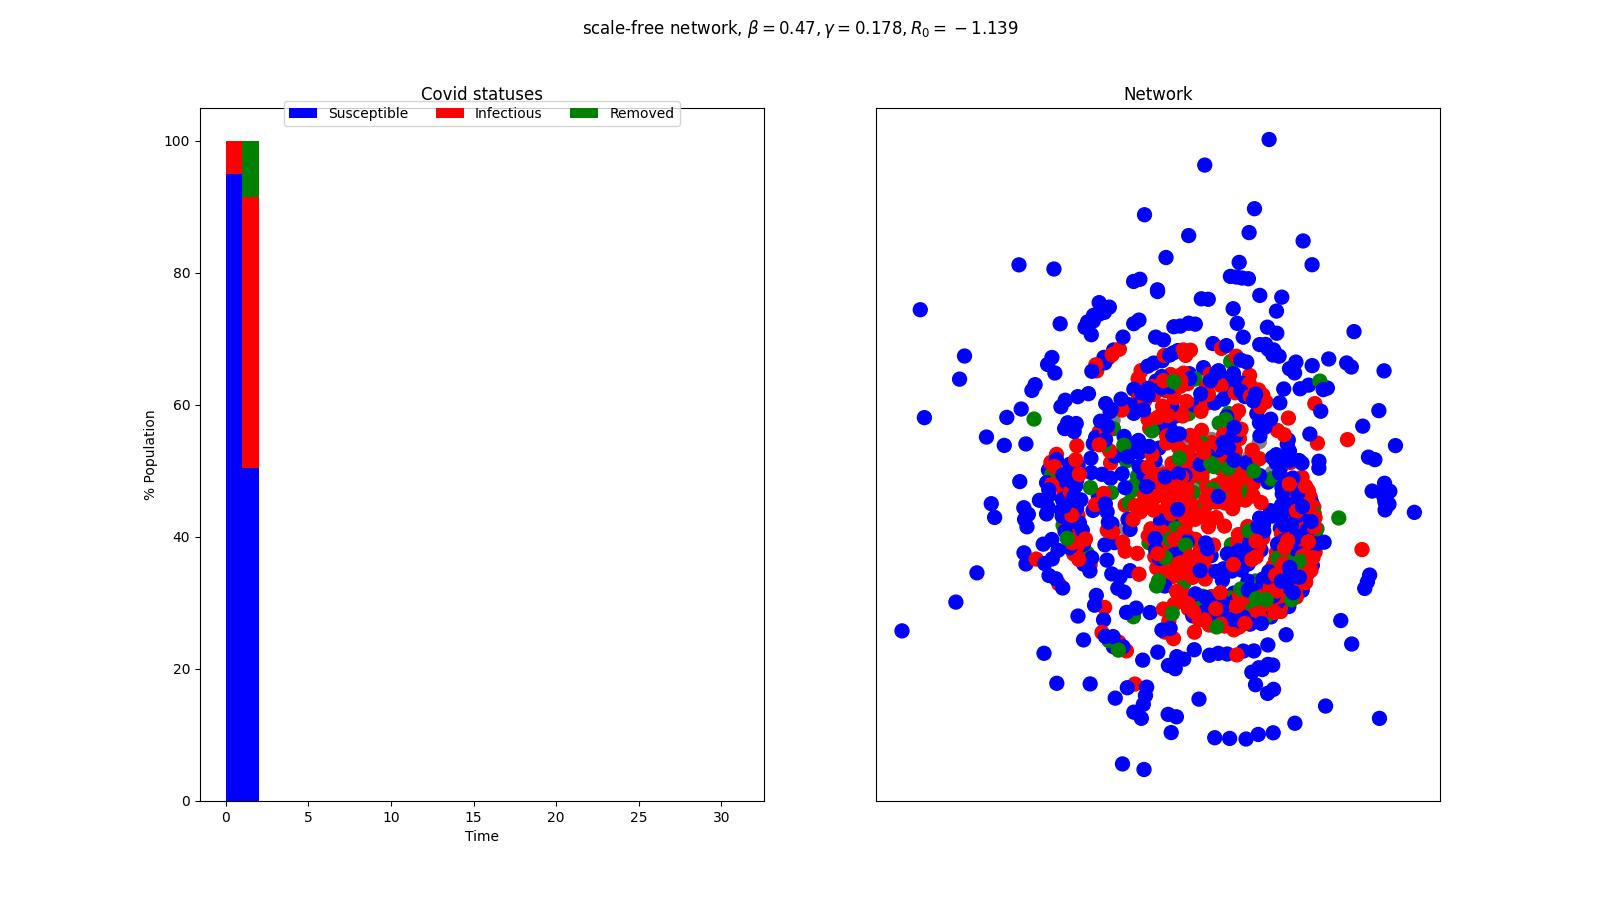 scale-free network, β = 0.47, γ = 0.178, R₀ = −1.139
Covid statuses
Susceptible Infectious Removed
100
80
60
40
20
0
% Population
0 5 10 15 20 25 30
Time
Network